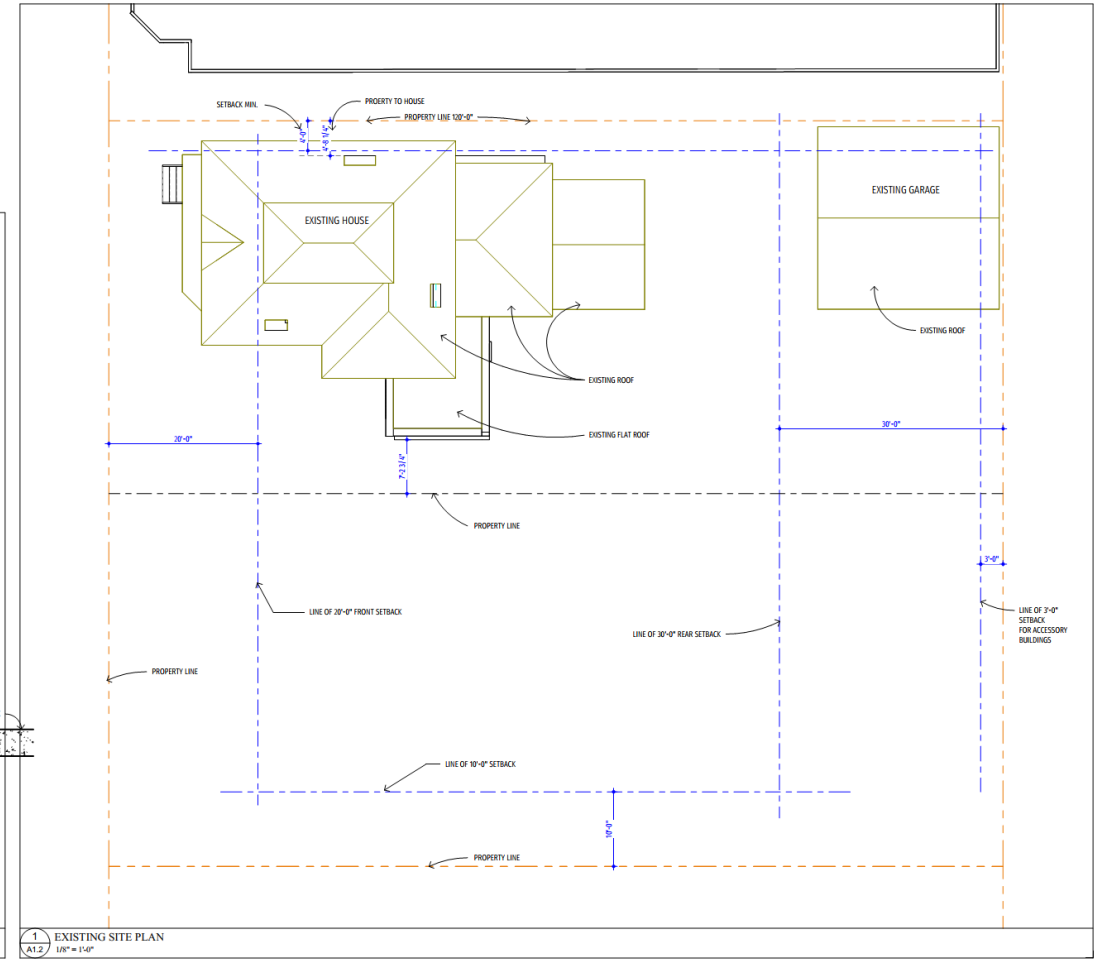 SETBACK MIN.
PROERTY TO HOUSE
PROPERTY LINE 120'-0"
4'-0"
4'-8 1/4"
EXISTING HOUSE
EXISTING GARAGE
EXISTING ROOF
EXISTING ROOF
EXISTING FLAT ROOF
20'-0"
30'-0"
7'-2 3/4"
PROPERTY LINE
3'-0"
LINE OF 20'-0" FRONT SETBACK
LINE OF 30'-0" REAR SETBACK
LINE OF 3'-0"
SETBACK
FOR ACCESSORY
BUILDINGS
PROPERTY LINE
LINE OF 10'-0" SETBACK
10'-0"
PROPERTY LINE
1
A1.2
EXISTING SITE PLAN
1/8" = 1'-0"